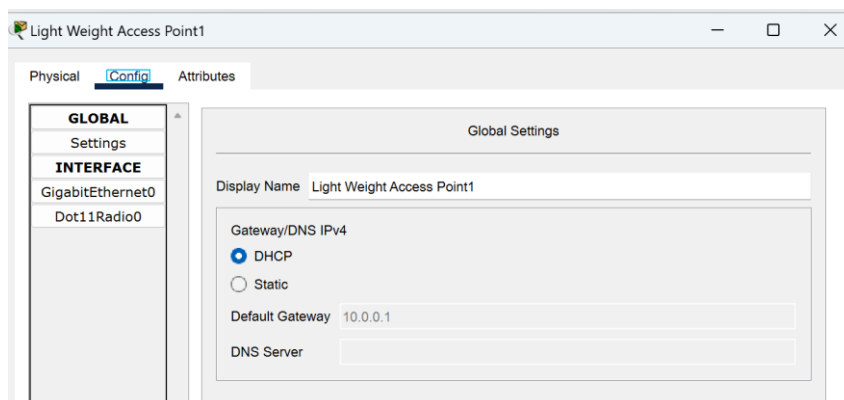 Light Weight Access Point1
Physical Config Attributes
GLOBAL
Settings
INTERFACE
GigabitEthernet0
Dot11Radio0
Global Settings
Display Name Light Weight Access Point1
Gateway/DNS IPv4
DHCP
Static
Default Gateway 10.0.0.1
DNS Server